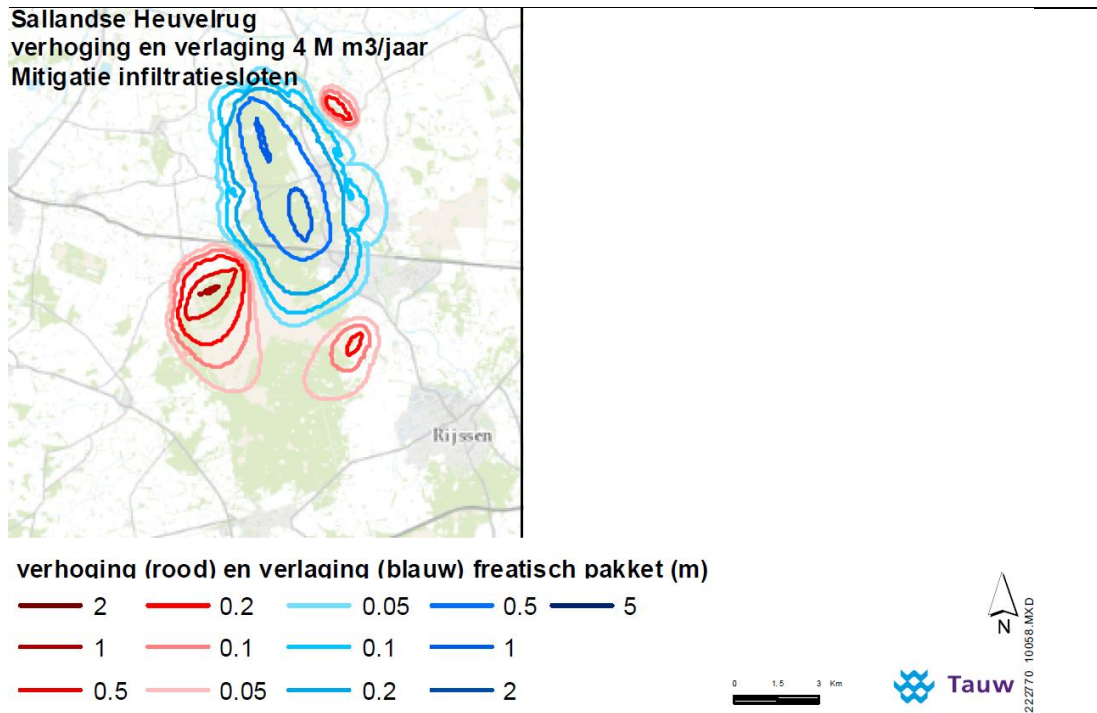 Sallandse Heuvelrug
verhoging en verlaging 4 M m3/jaar
Mitigatie infiltratiesloten
Rijssen
verhoging (rood) en verlaging (blauw) freatisch pakket (m)
2 0.2 0.05 0.5 5
1 0.1 0.1 1
0.5 0.05 0.2 2
N
0 1.5 3 Km
Tauw
222770_10058.MXD